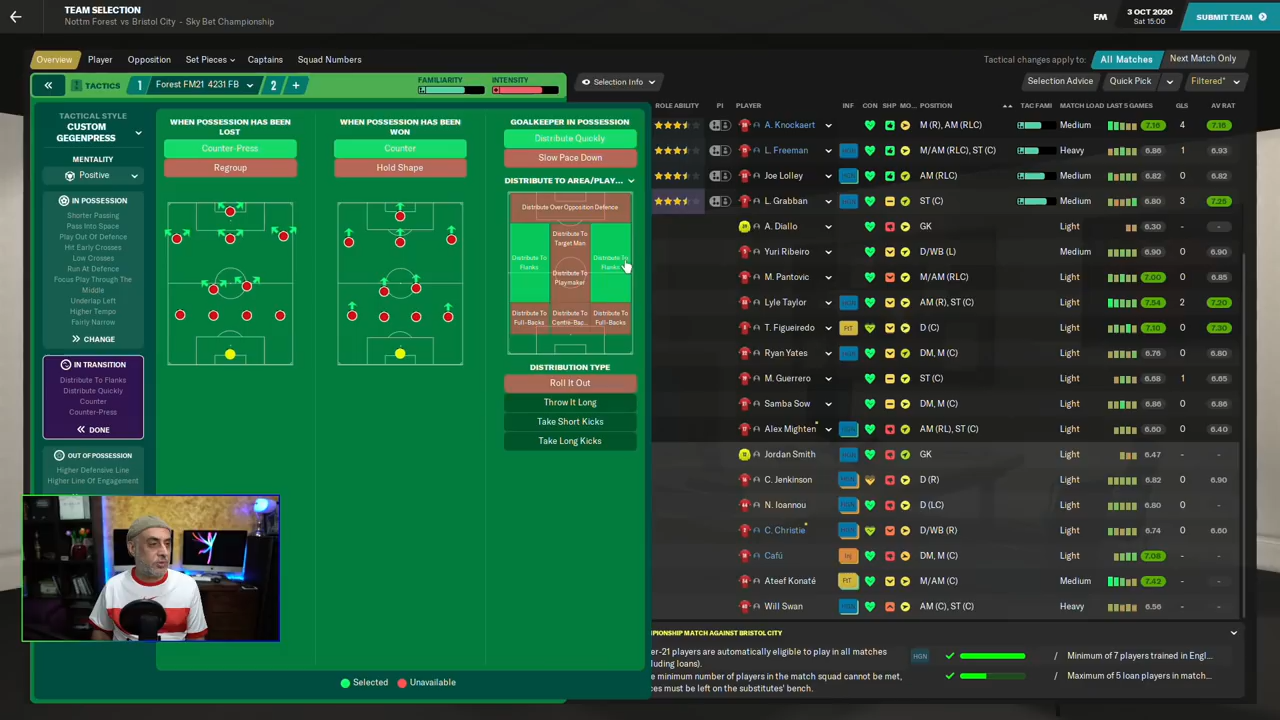 TEAM SELECTION
Nottm Forest vs Bristol City - Sky Bet Championship
FM
3 OCT 2020
Sat 15:00
SUBMIT TEAM
Overview
Player
Opposition
Set Pieces
Captains
Squad Numbers
Tactical changes apply to:
All Matches
Next Match Only
TACTICS
1
Forest FM21 4231 FB
2
+
FAMILIARITY
INTENSITY
Selection Info
Selection Advice
Quick Pick
Filtered*
TACTICAL STYLE
CUSTOM
GEGENPRESS
MENTALITY
Positive
IN POSSESSION
Shorter Passing
Pass Into Space
Play Out Of Defence
Hit Early Crosses
Low Crosses
Run At Defence
Focus Play Through The
Middle
Underlap Left
Higher Tempo
Fairly Narrow
CHANGE
IN TRANSITION
Distribute To Flanks
Distribute Quickly
Counter
Counter-Press
DONE
OUT OF POSSESSION
Higher Defensive Line
Higher Line Of Engagement
WHEN POSSESSION HAS BEEN
LOST
Counter-Press
Regroup
WHEN POSSESSION HAS BEEN
WON
Counter
Hold Shape
GOALKEEPER IN POSSESSION
Distribute Quickly
Slow Pace Down
DISTRIBUTE TO AREA/PLAY...
Distribute Over Opposition Defence
Distribute To
Target Man
Distribute To
Flanks
Distribute To
Flanks
Distribute To
Playmaker
Distribute To
Full-Backs
Distribute To
Centre-Bac...
Distribute To
Full-Backs
DISTRIBUTION TYPE
Roll It Out
Throw It Long
Take Short Kicks
Take Long Kicks
Selected
Unavailable
ROLE ABILITY PI PLAYER INF CON SHP MO... POSITION TAC FAMI MATCH LOAD LAST 5 GAMES GLS AV RAT
A. Knockaert M (R), AM (RLC) Medium 7.16 4 7.16
L. Freeman HGN M/AM (RLC), ST (C) Heavy 6.86 1 6.93
Joe Lolley AM (RLC) Medium 6.82 0 6.82
L. Grabban ST (C) Medium 6.80 3 7.25
A. Diallo GK Medium 6.30 - -
Yuri Ribeiro D/WB (L) Medium 6.91 0 6.85
M. Pantovic M/AM (RLC) Light 7.00 0 6.85
Lyle Taylor HGN AM (R), ST (C) Light 7.54 2 7.20
T. Figueiredo FIT D (C) Light 7.10 0 7.30
Ryan Yates HGN DM, M (C) Light 6.76 0 6.80
M. Guerrero ST (C) Light 6.68 1 6.65
Samba Sow DM, M (C) Light 6.86 0 6.86
Alex Mighten HGN AM (RL), ST (C) Light 6.60 0 6.40
Jordan Smith HGN GK Light 6.47 - -
C. Jenkinson HGN D (R) Light 6.82 0 6.90
N. Ioannou HGN D (LC) Light 6.80 0 -
C. Christie HGN D/WB (R) Light 6.74 0 6.60
Cafú Inj DM, M (C) Light 7.08 - -
Ateef Konaté FIT M/AM (C) Medium 7.42 - -
Will Swan HGN AM (C), ST (C) Heavy 6.56 - -
MPIONSHIP MATCH AGAINST BRISTOL CITY
er-21 players are automatically eligible to play in all matches
cluding loans).
e minimum number of players in the match squad cannot be met,
ces must be left on the substitutes' bench.
HGN
/ Minimum of 7 players trained in Engl...
/ Maximum of 5 loan players in match...